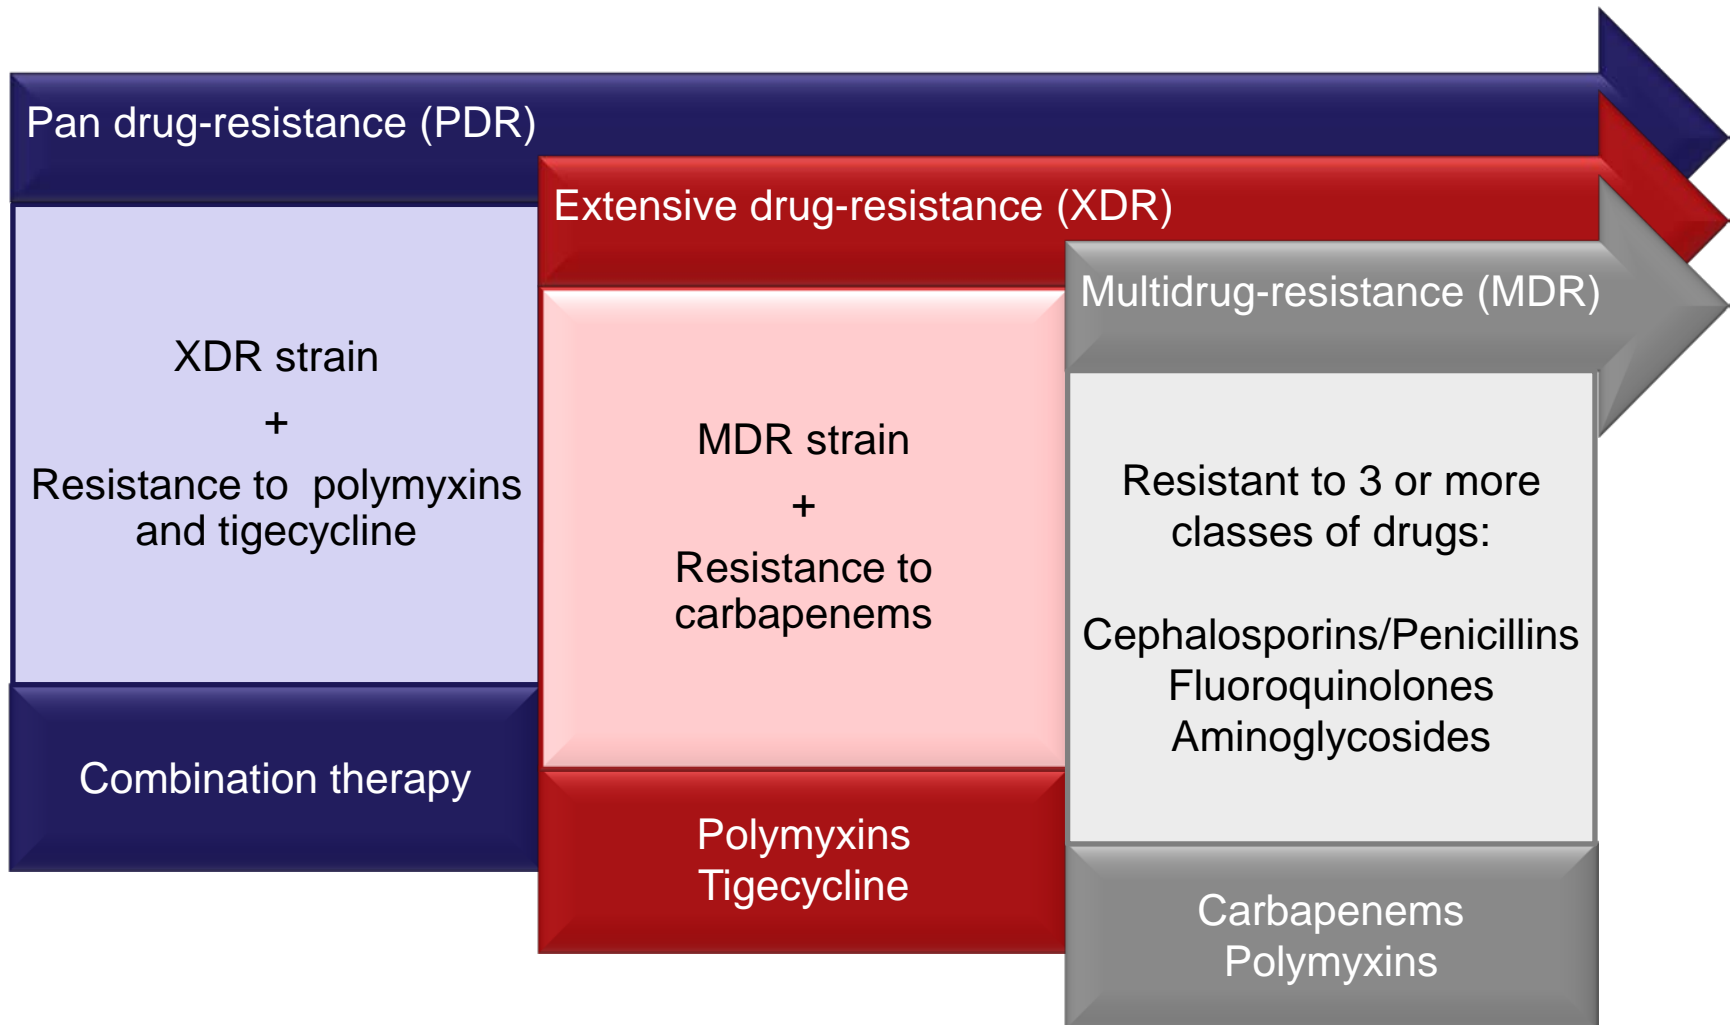 Pan drug-resistance (PDR)
XDR strain
+
Resistance to polymyxins
and tigecycline
Combination therapy
Extensive drug-resistance (XDR)
MDR strain
+
Resistance to
carbapenems
Polymyxins
Tigecycline
Multidrug-resistance (MDR)
Resistant to 3 or more
classes of drugs:
Cephalosporins/Penicillins
Fluoroquinolones
Aminoglycosides
Carbapenems
Polymyxins